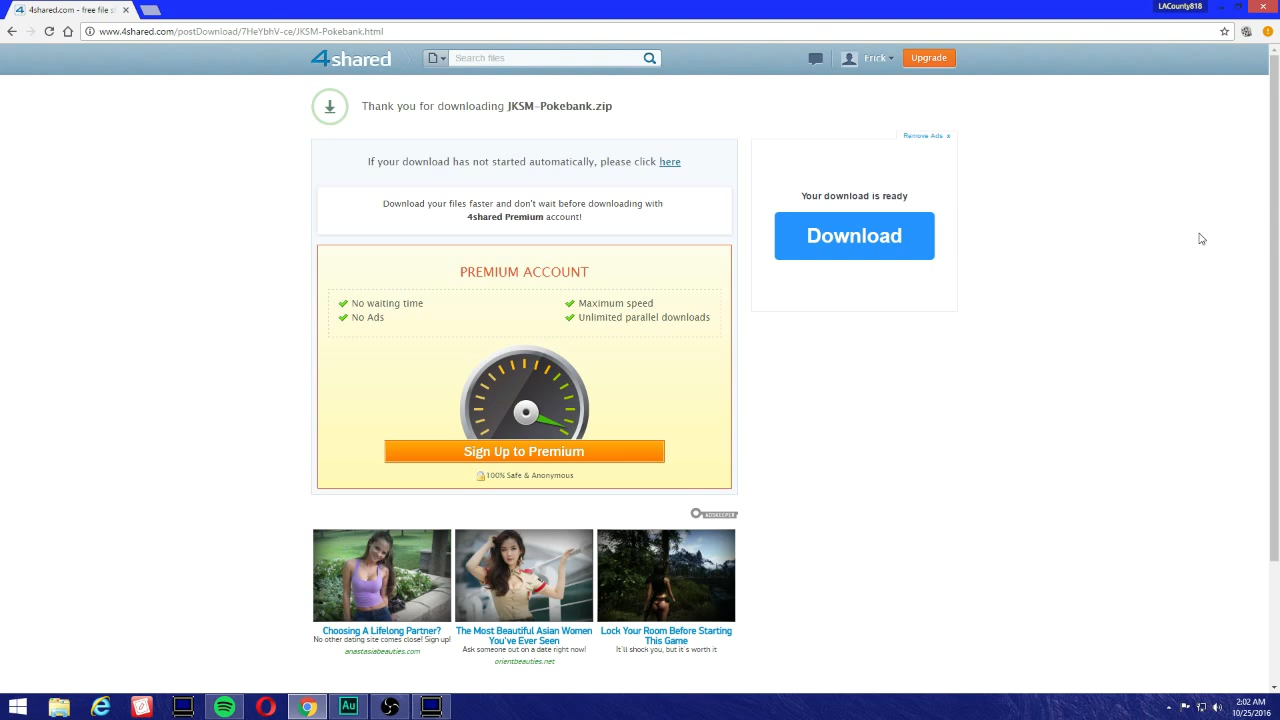 4shared.com - free file s
LACounty818
www.4shared.com/postDownload/7HeYbhV-ce/JKSM-Pokebank.html
4shared
Search files
Erick
Upgrade
Thank you for downloading JKSM-Pokebank.zip
Remove Ads x
If your download has not started automatically, please click here
Your download is ready
Download
Download your files faster and don't wait before downloading with
4shared Premium account!
PREMIUM ACCOUNT
No waiting time
Maximum speed
No Ads
Unlimited parallel downloads
Sign Up to Premium
100% Safe & Anonymous
Choosing A Lifelong Partner?
No other dating site comes close! Sign up!
anastasiabeauties.com
The Most Beautiful Asian Women
You've Ever Seen
Ask someone out on a date right now!
orientbeauties.net
Lock Your Room Before Starting
This Game
It'll shock you, but it's worth it
Au
2:02 AM
10/25/2016